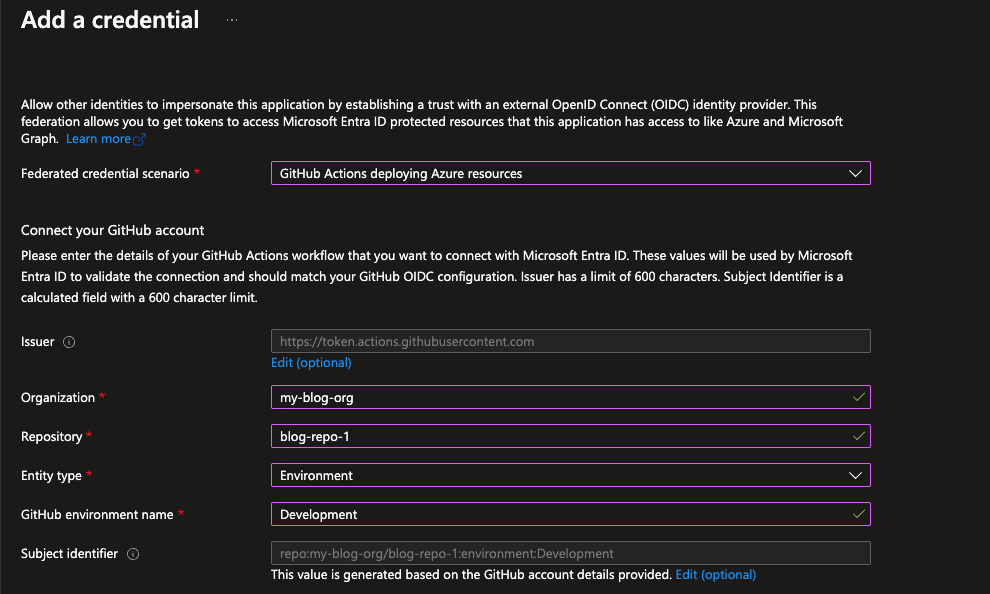 Add a credential ...
Allow other identities to impersonate this application by establishing a trust with an external OpenID Connect (OIDC) identity provider. This
federation allows you to get tokens to access Microsoft Entra ID protected resources that this application has access to like Azure and Microsoft
Graph. Learn more
Federated credential scenario * GitHub Actions deploying Azure resources
Connect your GitHub account
Please enter the details of your GitHub Actions workflow that you want to connect with Microsoft Entra ID. These values will be used by Microsoft
Entra ID to validate the connection and should match your GitHub OIDC configuration. Issuer has a limit of 600 characters. Subject Identifier is a
calculated field with a 600 character limit.
Issuer https://token.actions.githubusercontent.com
Edit (optional)
Organization * my-blog-org
Repository * blog-repo-1
Entity type * Environment
GitHub environment name * Development
Subject identifier repo:my-blog-org/blog-repo-1:environment:Development
This value is generated based on the GitHub account details provided. Edit (optional)